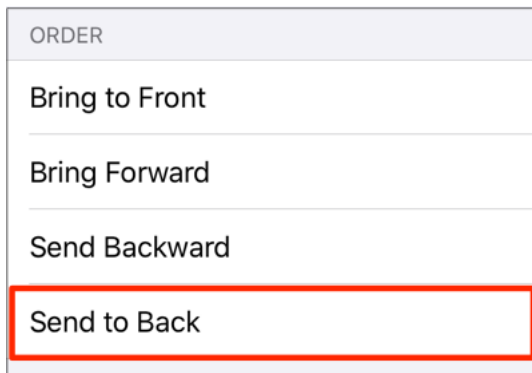 ORDER
Bring to Front
Bring Forward
Send Backward
Send to Back